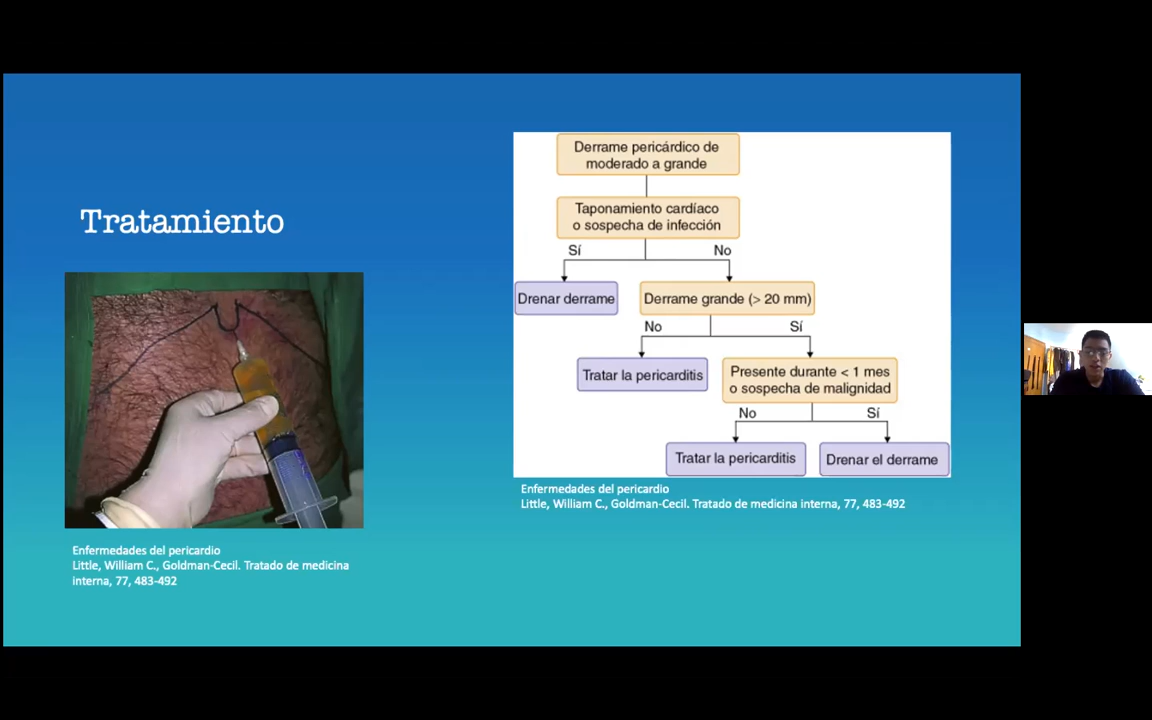 Tratamiento
Enfermedades del pericardio
Little, William C., Goldman-Cecil. Tratado de medicina
interna, 77, 483-492
Derrame pericárdico de
moderado a grande
Taponamiento cardíaco
o sospecha de infección
Sí
No
Drenar derrame
Derrame grande (> 20 mm)
No
Sí
Tratar la pericarditis
Presente durante < 1 mes
o sospecha de malignidad
No
Sí
Tratar la pericarditis
Drenar el derrame
Enfermedades del pericardio
Little, William C., Goldman-Cecil. Tratado de medicina interna, 77, 483-492